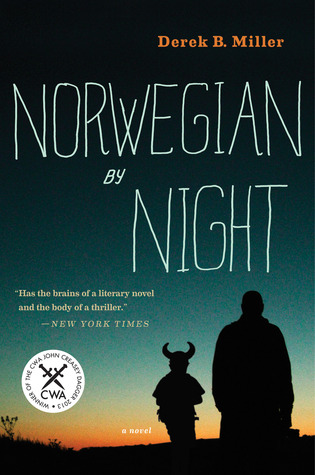 Derek B. Miller
NORWEGIAN
BY
NIGHT
“Has the brains of a literary novel
and the body of a thriller.”
—NEW YORK TIMES
WINNER OF THE CWA JOHN CREASEY DAGGER 2013
CWA
a novel